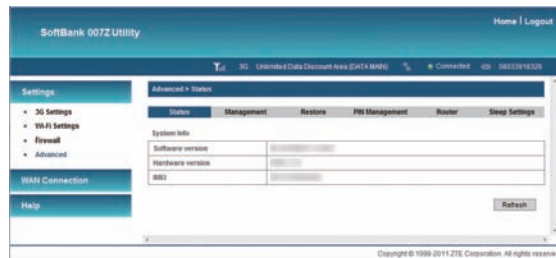 Home | Logout
SoftBank 007Z Utility
3G Unlimited Data Discount Area (DATA MAIN) Connected 08033918326
Settings
Advanced > Status
3G Settings
Wi-Fi Settings
Firewall
Advanced
Status Management Restore PIN Management Router Sleep Settings
System Info
Software version
Hardware version
IMEI
WAN Connection
Help
Refresh
Copyright © 1998-2011 ZTE Corporation. All rights reserve